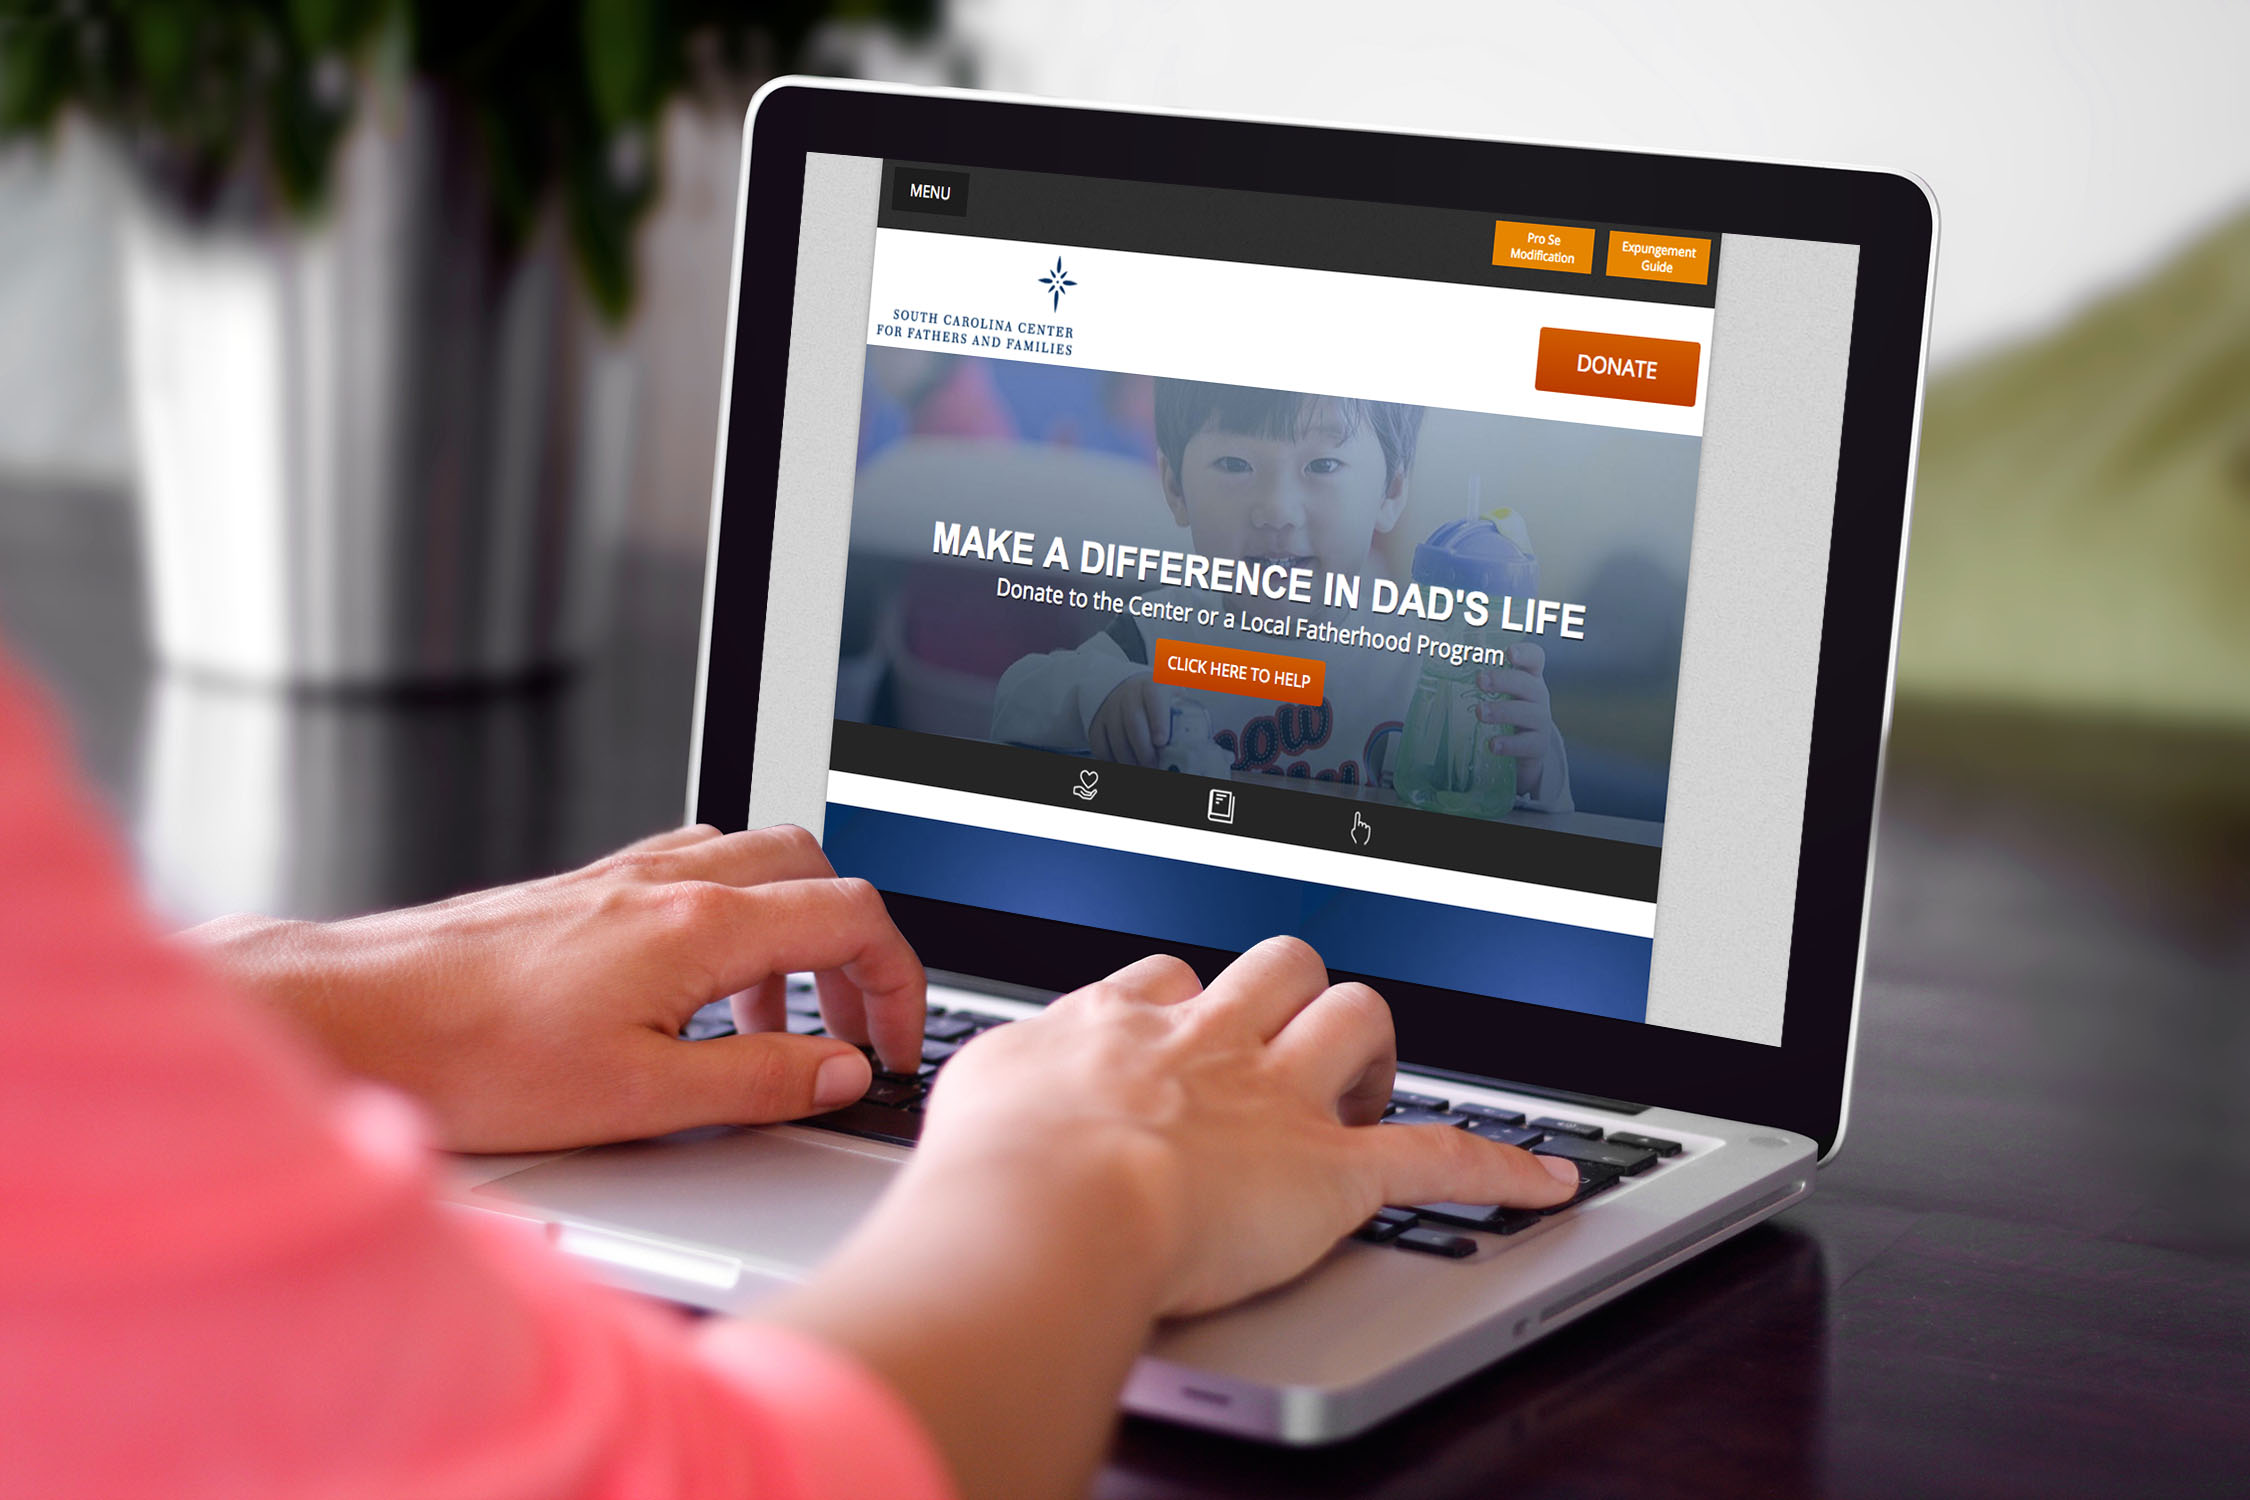 MENU
Pro Se
Modification
Expungement
Guide
SOUTH CAROLINA CENTER
FOR FATHERS AND FAMILIES
DONATE
MAKE A DIFFERENCE IN DAD'S LIFE
Donate to the Center or a Local Fatherhood Program
CLICK HERE TO HELP